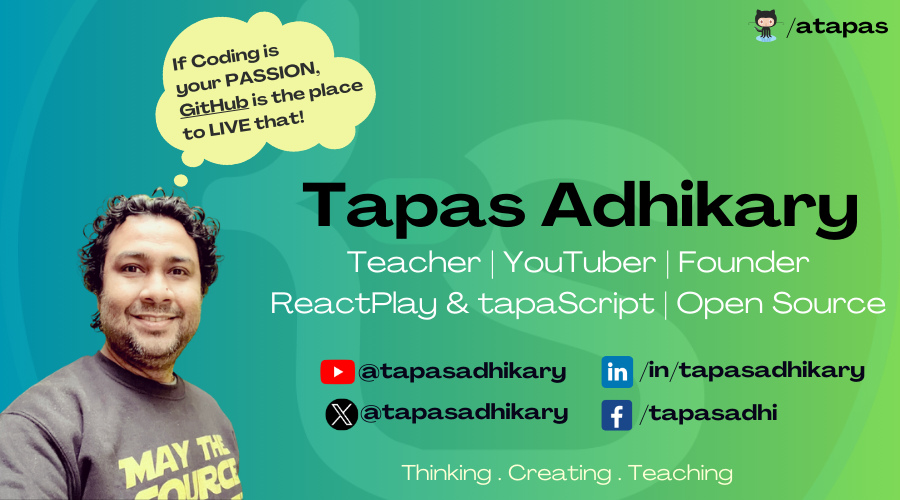 /atapas
If Coding is
your PASSION,
GitHub is the place
to LIVE that!
Tapas Adhikary
Teacher | YouTuber | Founder
ReactPlay & tapaScript | Open Source
@tapasadhikary
/in/tapasadhikary
@tapasadhikary
/tapasadhi
MAY THE
SOURCE
Thinking . Creating . Teaching